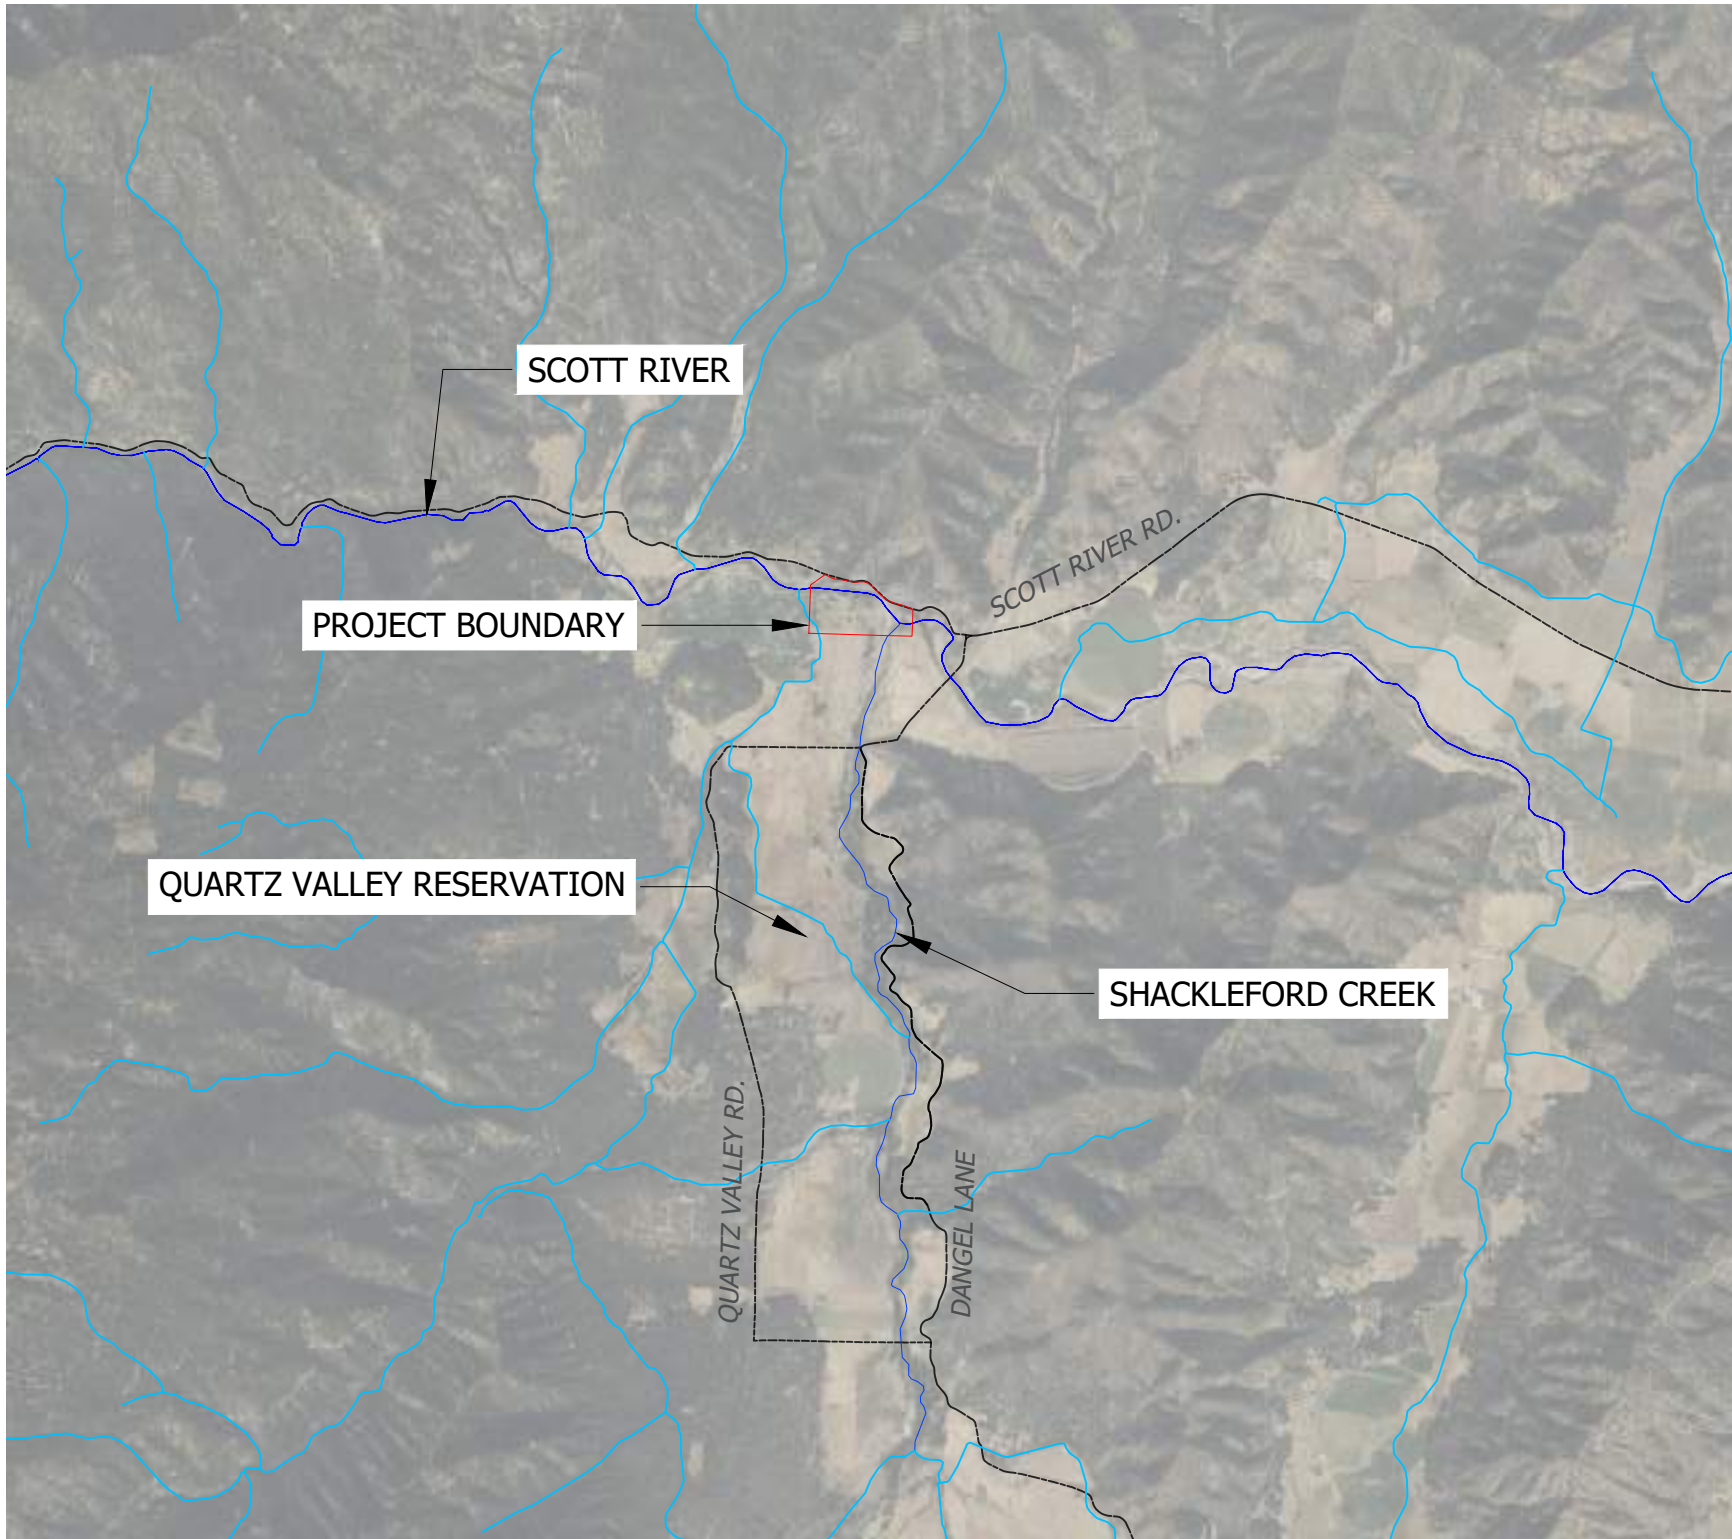 SCOTT RIVER
SCOTT RIVER RD.
PROJECT BOUNDARY
QUARTZ VALLEY RESERVATION
SHACKLEFORD CREEK
QUARTZ VALLEY RD.
DANGEL LANE